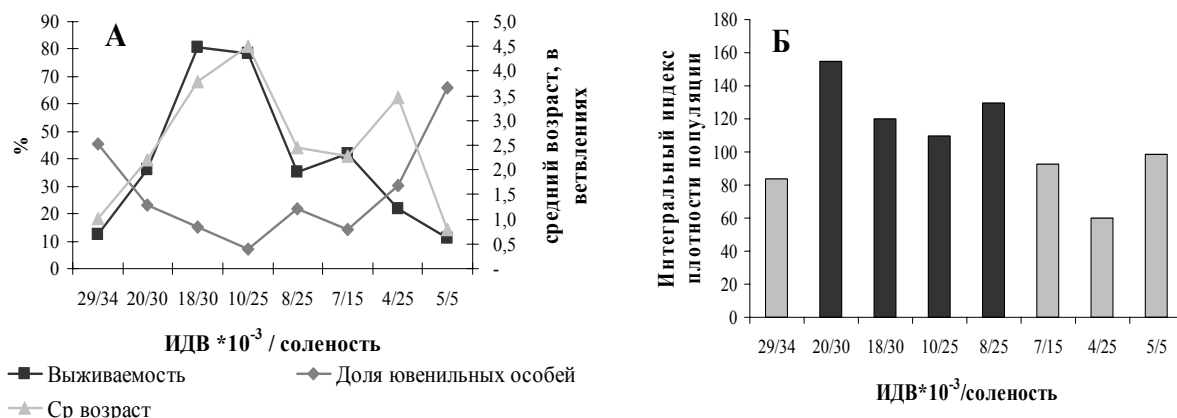 А
90
80
70
60
50
40
30
20
10
0
%
5,0
4,5
4,0
3,5
3,0
2,5
2,0
1,5
1,0
0,5
-
средний возраст, в
ветвлениях
29/34 20/30 18/30 10/25 8/25 7/15 4/25 5/5
ИДВ *10⁻³ / соленость
Выживаемость Доля ювенильных особей
Ср возраст
Б
180
160
140
120
100
80
60
40
20
0
Интегральный индекс
плотности популяции
29/34 20/30 18/30 10/25 8/25 7/15 4/25 5/5
ИДВ*10⁻³/соленость